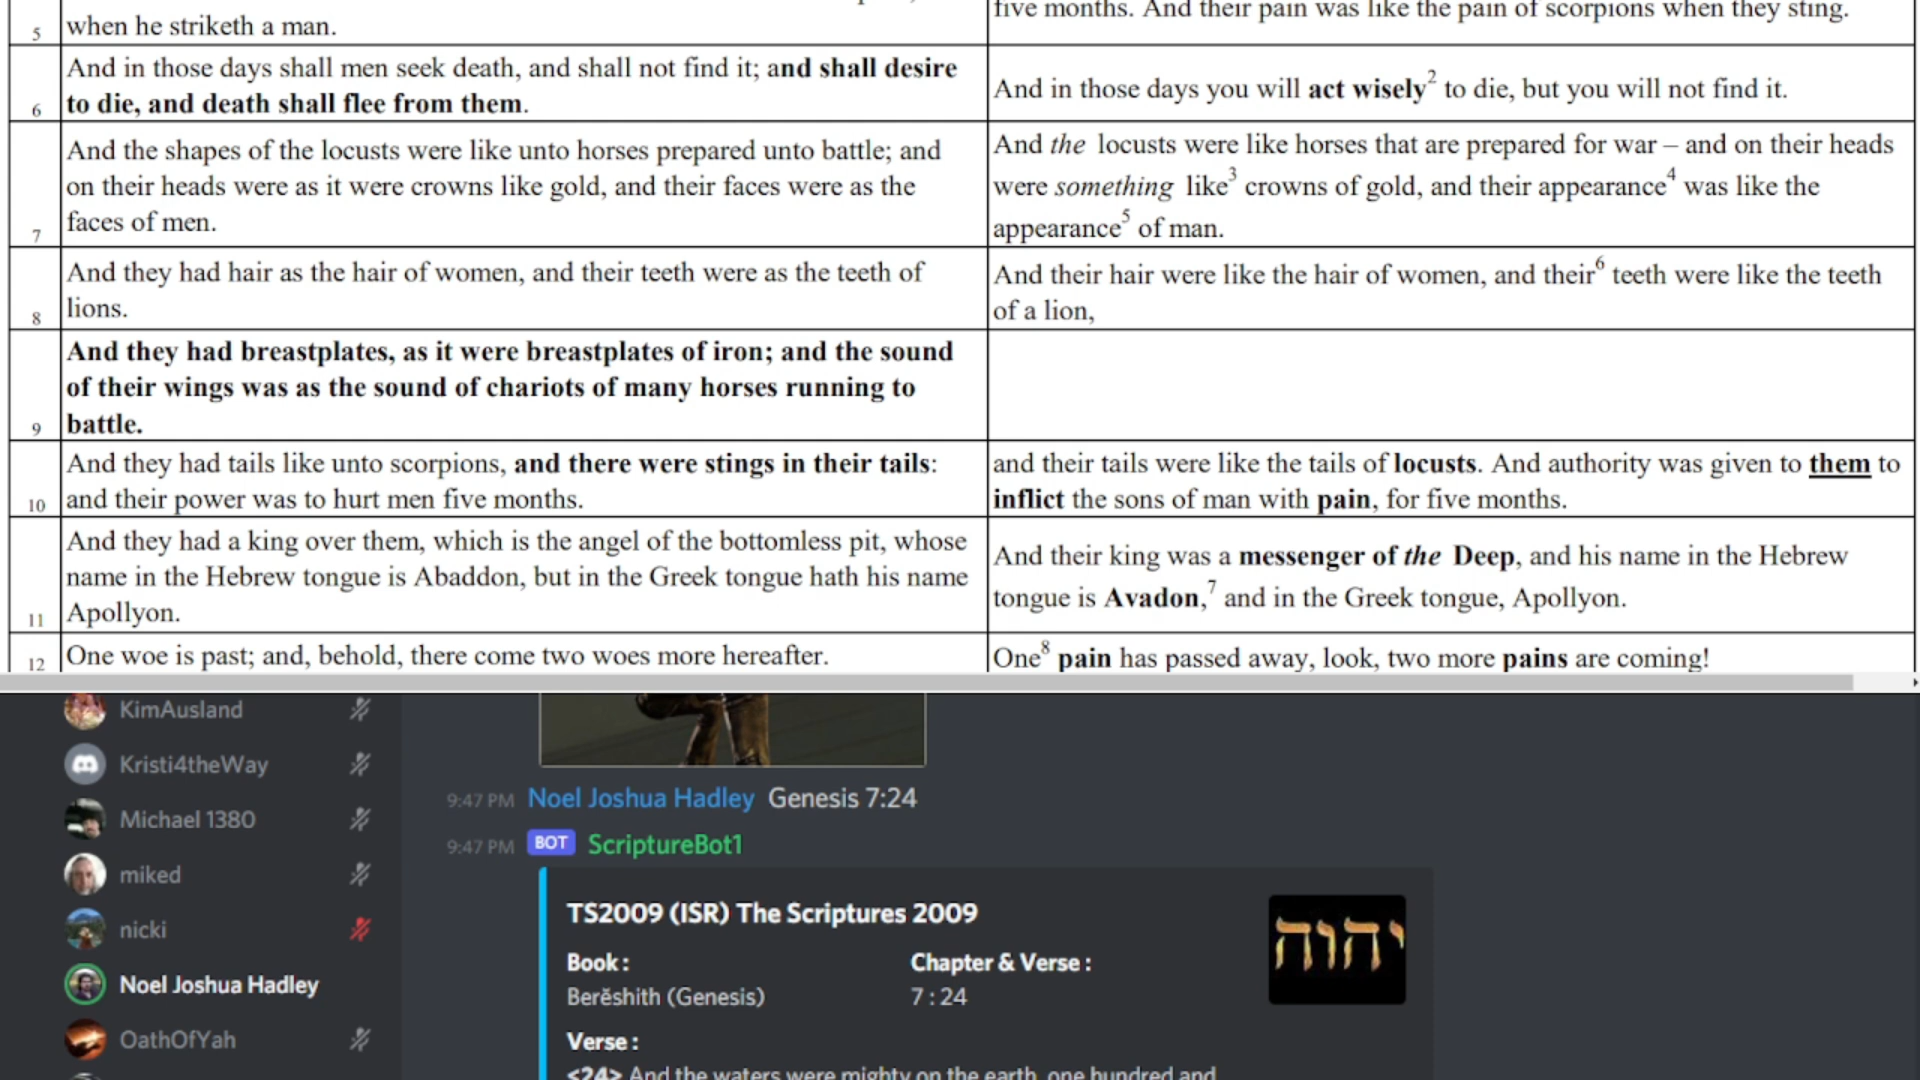 five months. And their pain was like the pain of scorpions when they sting.
5 when he striketh a man.
And in those days shall men seek death, and shall not find it; and shall desire
6 to die, and death shall flee from them.
And in those days you will act wisely2 to die, but you will not find it.
And the shapes of the locusts were like unto horses prepared unto battle; and
on their heads were as it were crowns like gold, and their faces were as the
7 faces of men.
And the locusts were like horses that are prepared for war – and on their heads
were something like3 crowns of gold, and their appearance4 was like the
appearance5 of man.
And they had hair as the hair of women, and their teeth were as the teeth of
8 lions.
And their hair were like the hair of women, and their6 teeth were like the teeth
of a lion,
And they had breastplates, as it were breastplates of iron; and the sound
of their wings was as the sound of chariots of many horses running to
9 battle.
And they had tails like unto scorpions, and there were stings in their tails:
10 and their power was to hurt men five months.
and their tails were like the tails of locusts. And authority was given to them to
inflict the sons of man with pain, for five months.
And they had a king over them, which is the angel of the bottomless pit, whose
name in the Hebrew tongue is Abaddon, but in the Greek tongue hath his name
11 Apollyon.
And their king was a messenger of the Deep, and his name in the Hebrew
tongue is Avadon,7 and in the Greek tongue, Apollyon.
12 One woe is past; and, behold, there come two woes more hereafter.
One8 pain has passed away, look, two more pains are coming!
KimAusland
Kristi4theWay
Michael 1380
miked
nicki
Noel Joshua Hadley
OathOfYah
9:47 PM Noel Joshua Hadley Genesis 7:24
9:47 PM BOT ScriptureBot1
TS2009 (ISR) The Scriptures 2009
יהוה
Book : Chapter & Verse :
Berĕshith (Genesis) 7 : 24
Verse :
<24> And the waters were mighty on the earth, one hundred and